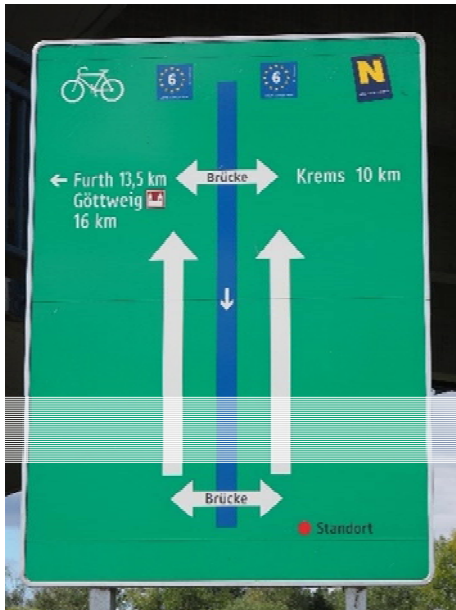 6 6 N
← Furth 13,5 km
Göttweig
16 km
Brücke
Krems 10 km
Brücke
Standort